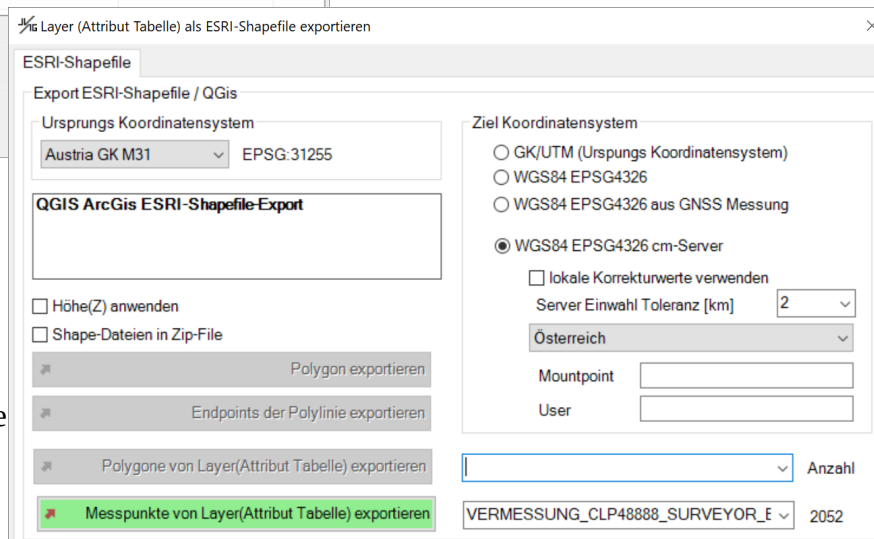 Layer (Attribut Tabelle) als ESRI-Shapefile exportieren
ESRI-Shapefile
Export ESRI-Shapefile / QGis
Ursprungs Koordinatensystem
Austria GK M31
EPSG:31255
QGIS ArcGis ESRI-Shapefile-Export
Höhe(Z) anwenden
Shape-Dateien in Zip-File
Polygon exportieren
Endpoints der Polylinie exportieren
Polygone von Layer(Attribut Tabelle) exportieren
Messpunkte von Layer(Attribut Tabelle) exportieren
Ziel Koordinatensystem
GK/UTM (Urspungs Koordinatensystem)
WGS84 EPSG4326
WGS84 EPSG4326 aus GNSS Messung
WGS84 EPSG4326 cm-Server
lokale Korrekturwerte verwenden
Server Einwahl Toleranz [km]
2
Österreich
Mountpoint
User
Anzahl
VERMESSUNG_CLP48888_SURVEYOR_
2052